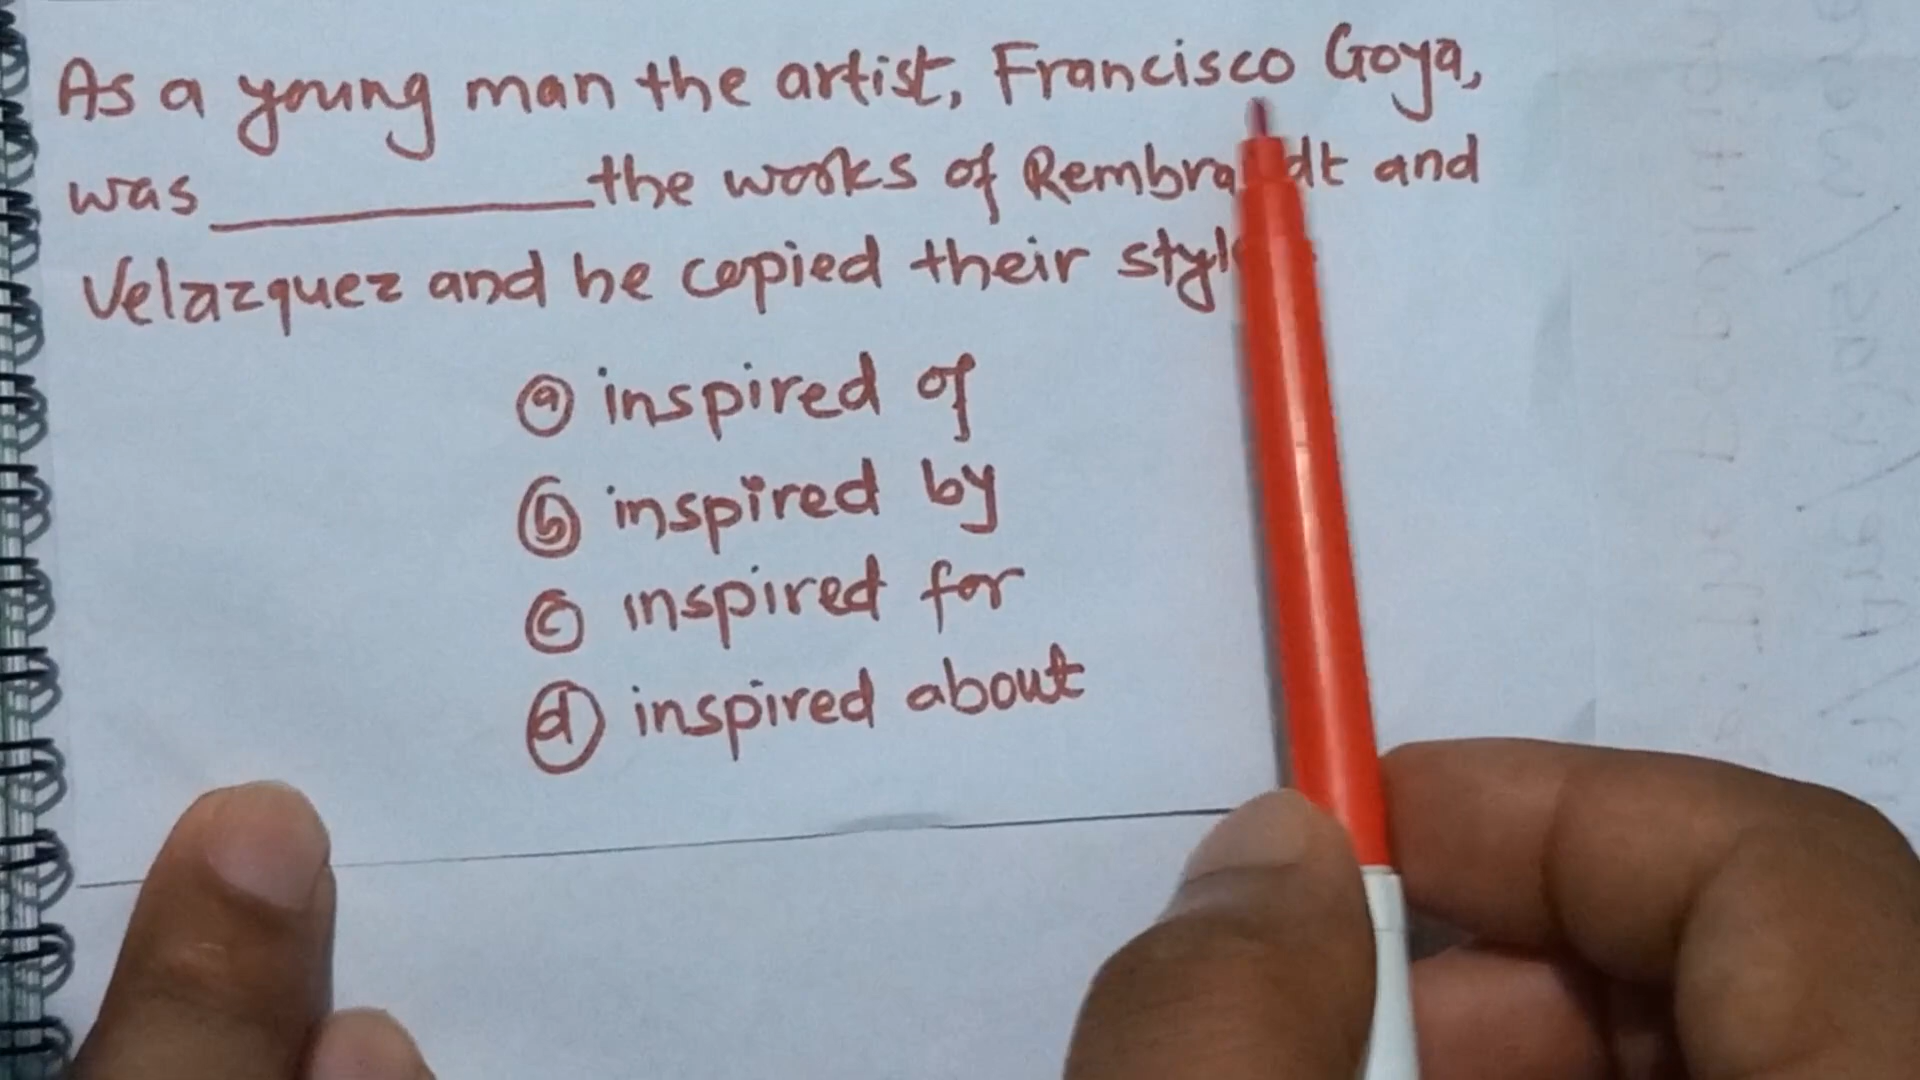 As a young man the artist, Francisco Goya,
was __________ the works of and
Velazquez and he copied their
ⓐ inspired of
ⓑ inspired by
ⓒ inspired for
ⓓ inspired about